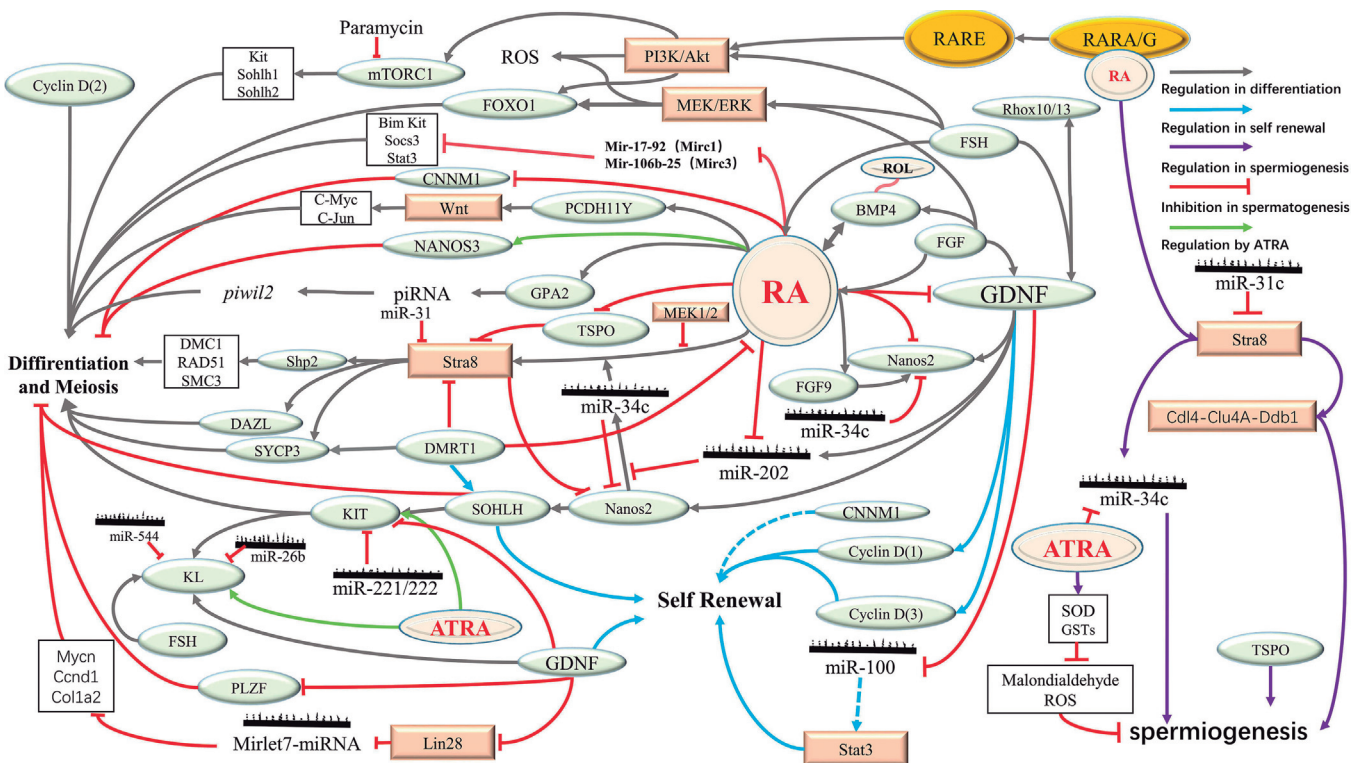 Paramycin
Kit
Sohlh1
Sohlh2
mTORC1
ROS
PI3K/Akt
RARE
RARA/G
RA
Cyclin D(2)
FOXO1
MEK/ERK
Rhox10/13
Regulation in differentiation
Regulation in self renewal
Regulation in spermiogenesis
Inhibition in spermatogenesis
Regulation by ATRA
Bim Kit
Socs3
Stat3
Mir-17-92（Mirc1）
Mir-106b-25（Mirc3）
FSH
ROL
CNNM1
BMP4
C-Myc
C-Jun
Wnt
PCDH11Y
FGF
NANOS3
RA
GDNF
miR-31c
piwil2
piRNA
miR-31
GPA2
TSPO
MEK1/2
Stra8
Diffirentiation
and Meiosis
DMC1
RAD51
SMC3
Shp2
Stra8
Nanos2
FGF9
miR-34c
miR-34c
Cdl4-Clu4A-Ddb1
DAZL
SYCP3
DMRT1
miR-202
miR-34c
KIT
SOHLH
Nanos2
CNNM1
miR-544
miR-26b
KL
miR-221/222
Cyclin D(1)
ATRA
Self Renewal
Cyclin D(3)
SOD
GSTs
ATRA
FSH
GDNF
TSPO
Mycn
Ccnd1
Col1a2
PLZF
miR-100
Malondialdehyde
ROS
Mirlet7-miRNA
Lin28
Stat3
spermiogenesis